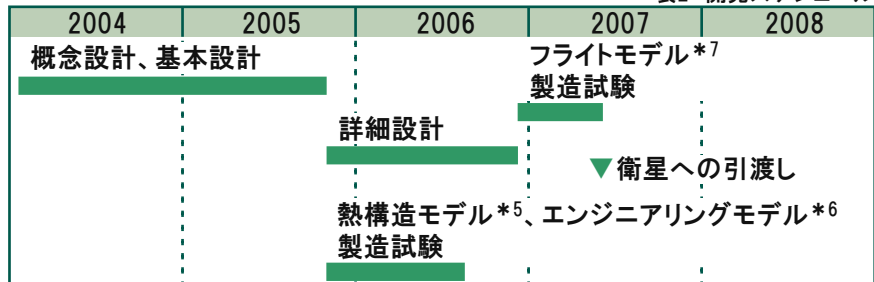 2004 2005 2006 2007 2008
概念設計、基本設計
フライトモデル*7
製造試験
詳細設計
▼衛星への引渡し
熱構造モデル*5、エンジニアリングモデル*6
製造試験